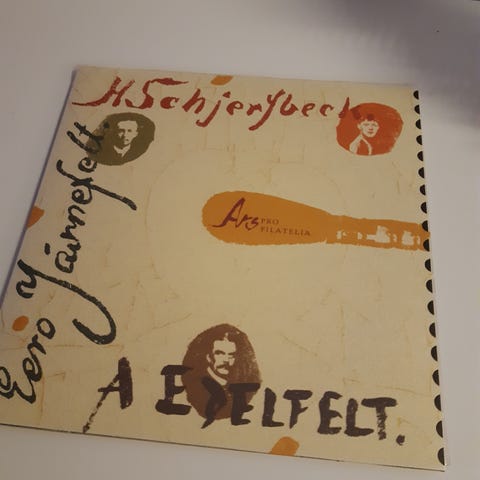 H Schjerfbeck.
Eero Järnefelt.
Ars PRO
FILATELIA
A EDELFELT.